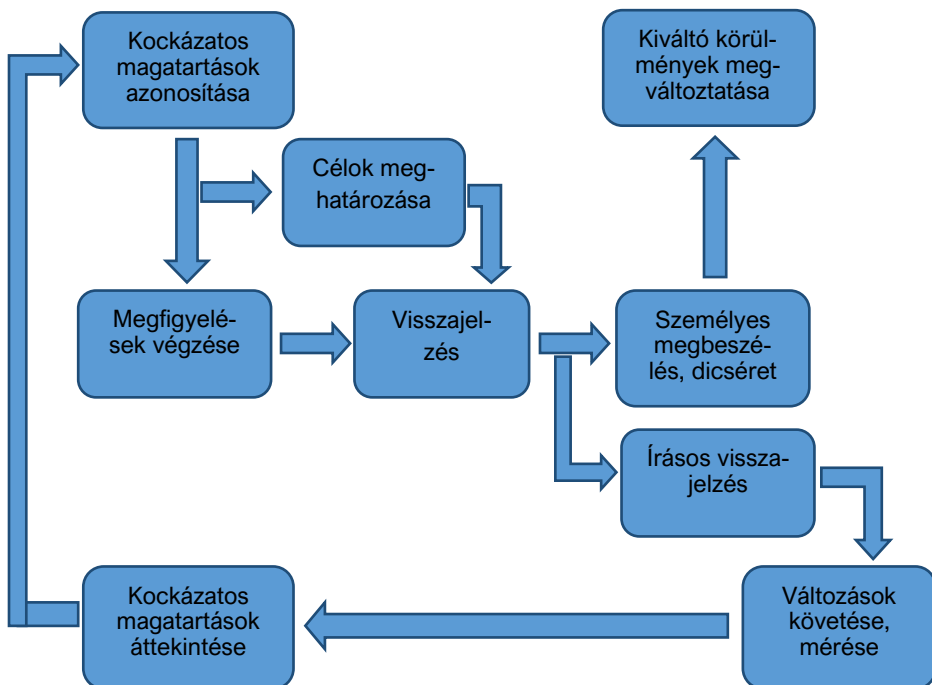 Kockázatos
magatartások
azonosítása
Kiváltó körül-
mények meg-
változtatása
Célok meg-
határozása
Megfigyelé-
sek végzése
Visszajel-
zés
Személyes
megbeszé-
lés, dicséret
Írásos vissza-
jelzés
Kockázatos
magatartások
áttekintése
Változások
követése,
mérése